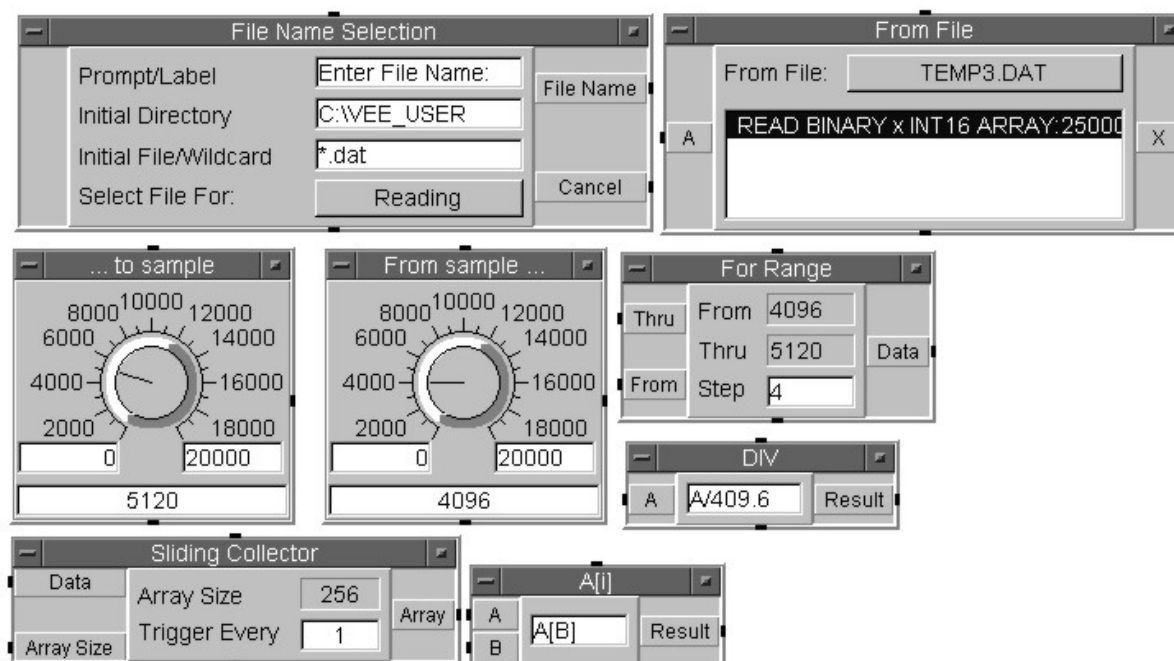 File Name Selection
Prompt/Label Enter File Name:
Initial Directory C:\VEE_USER
Initial File/Wildcard *.dat
Select File For: Reading
File Name
Cancel
From File
From File: TEMP3.DAT
A READ BINARY x INT16 ARRAY:25000 X
... to sample
2000 4000 6000 8000 10000 12000 14000 16000 18000
0 20000
5120
From sample ...
2000 4000 6000 8000 10000 12000 14000 16000 18000
0 20000
4096
For Range
Thru From 4096
Thru 5120 Data
From Step 4
DIV
A A/409.6 Result
Sliding Collector
Data Array Size 256
Array Size Trigger Every 1 Array
A[i]
A
B
A[B]
Result